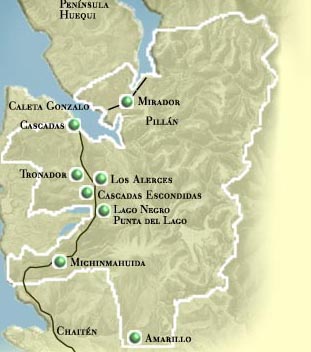 PENÍNSULA
HUEQUI
MIRADOR
CALETA GONZALO
CASCADAS
PILLÁN
TRONADOR
LOS ALERCES
CASCADAS ESCONDIDAS
LAGO NEGRO
PUNTA DEL LAGO
MICHINMAHUIDA
CHAITÉN
AMARILLO